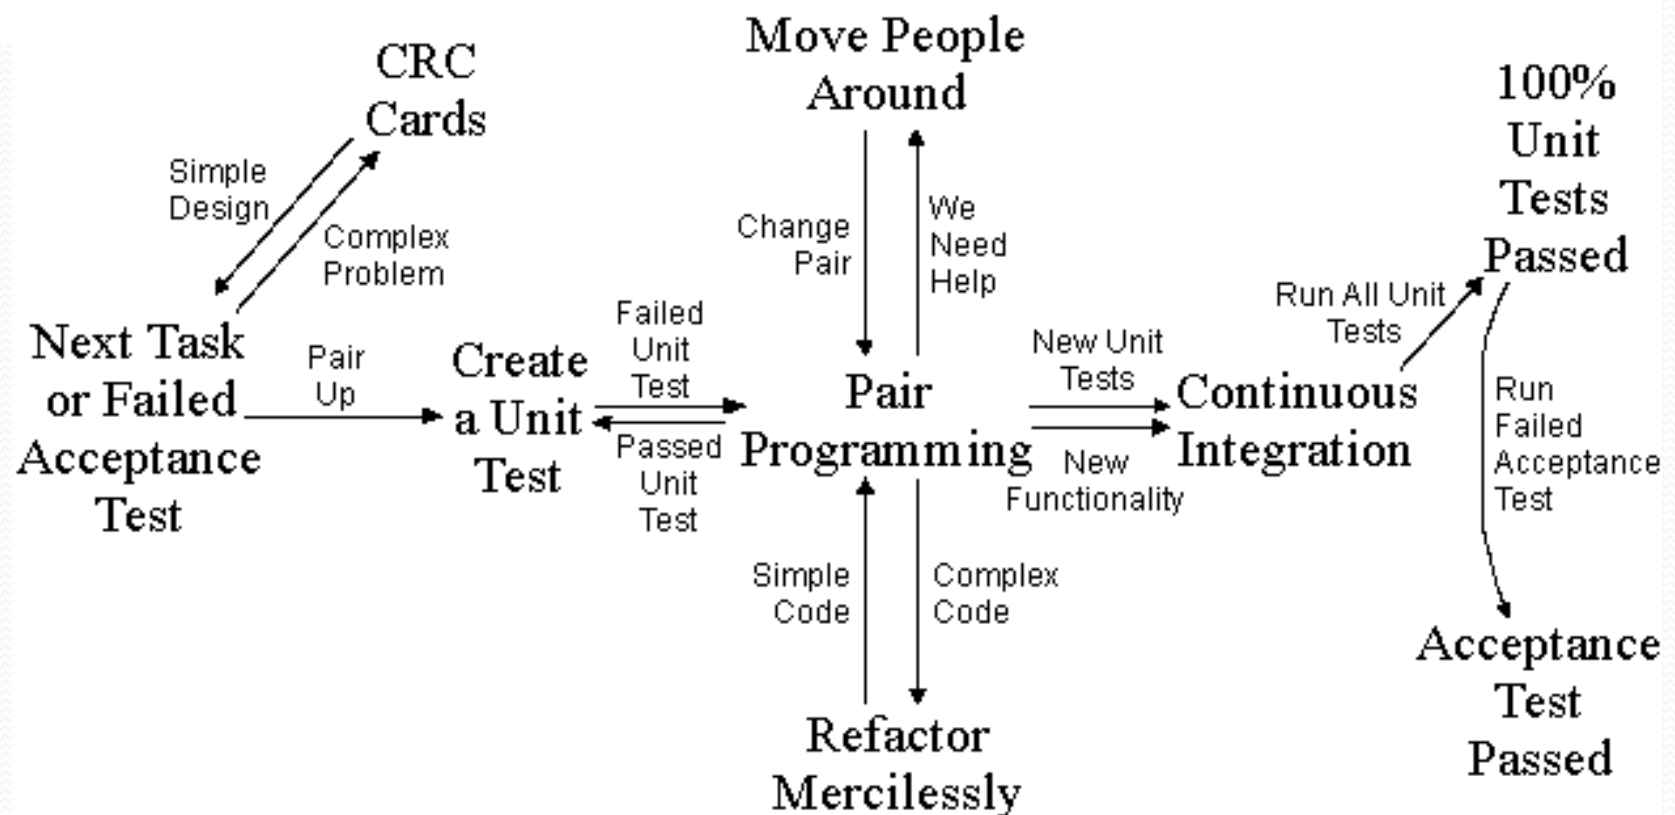 CRC
Cards
Simple
Design
Complex
Problem
Next Task
or Failed
Acceptance
Test
Pair
Up
Create
a Unit
Test
Failed
Unit
Test
Passed
Unit
Test
Move People
Around
Change
Pair
We
Need
Help
Pair
Programming
Simple
Code
Complex
Code
Refactor
Mercilessly
New Unit
Tests
New
Functionality
Continuous
Integration
Run All Unit
Tests
100%
Unit
Tests
Passed
Run
Failed
Acceptance
Test
Acceptance
Test
Passed